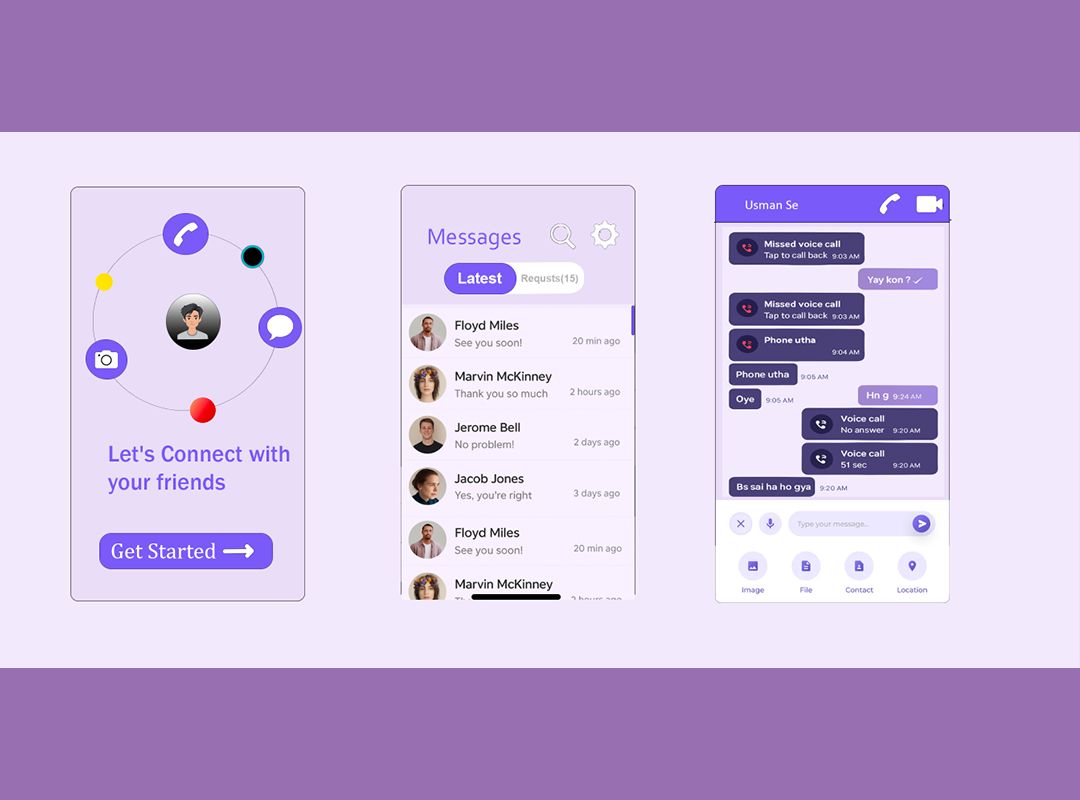 Let's Connect with
your friends
Get Started
Messages
Latest Requsts(15)
Floyd Miles
See you soon! 20 min ago
Marvin McKinney
Thank you so much 2 hours ago
Jerome Bell
No problem! 2 days ago
Jacob Jones
Yes, you're right 3 days ago
Floyd Miles
See you soon! 20 min ago
Marvin McKinney
2 hours ago
Usman Se
Missed voice call
Tap to call back 9:03 AM
Yay kon ?
Missed voice call
Tap to call back 9:03 AM
Phone utha
9:04 AM
Phone utha 9:05 AM
Hn g 9:24 AM
Oye 9:05 AM
Voice call
No answer 9:20 AM
Voice call
51 sec 9:20 AM
Bs sai ha ho gya 9:20 AM
Type your message...
Image File Contact Location